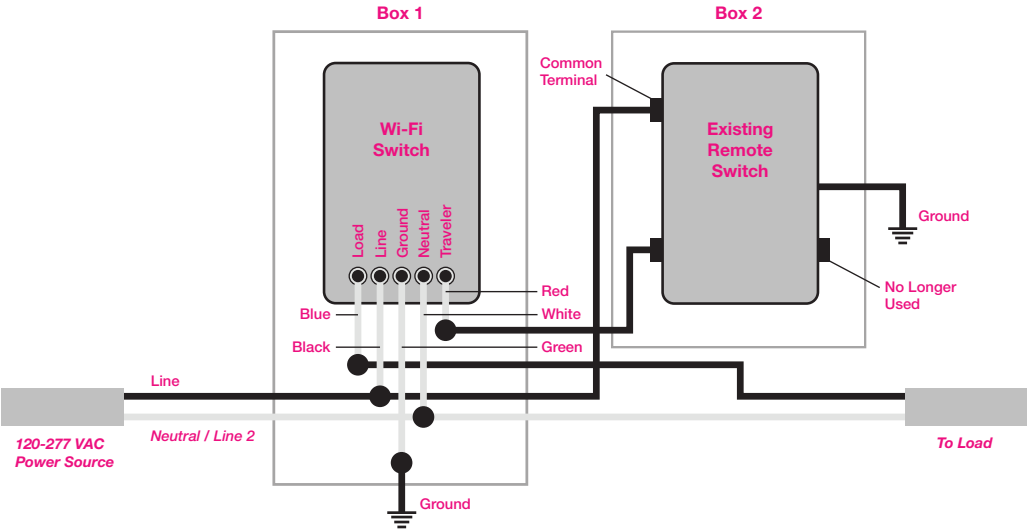 Box 1
Box 2
Common
Terminal
Wi-Fi
Switch
Existing
Remote
Switch
Load
Line
Ground
Neutral
Traveler
Ground
Red
No Longer
Used
Blue
White
Black
Green
Line
Neutral / Line 2
120-277 VAC
Power Source
To Load
Ground